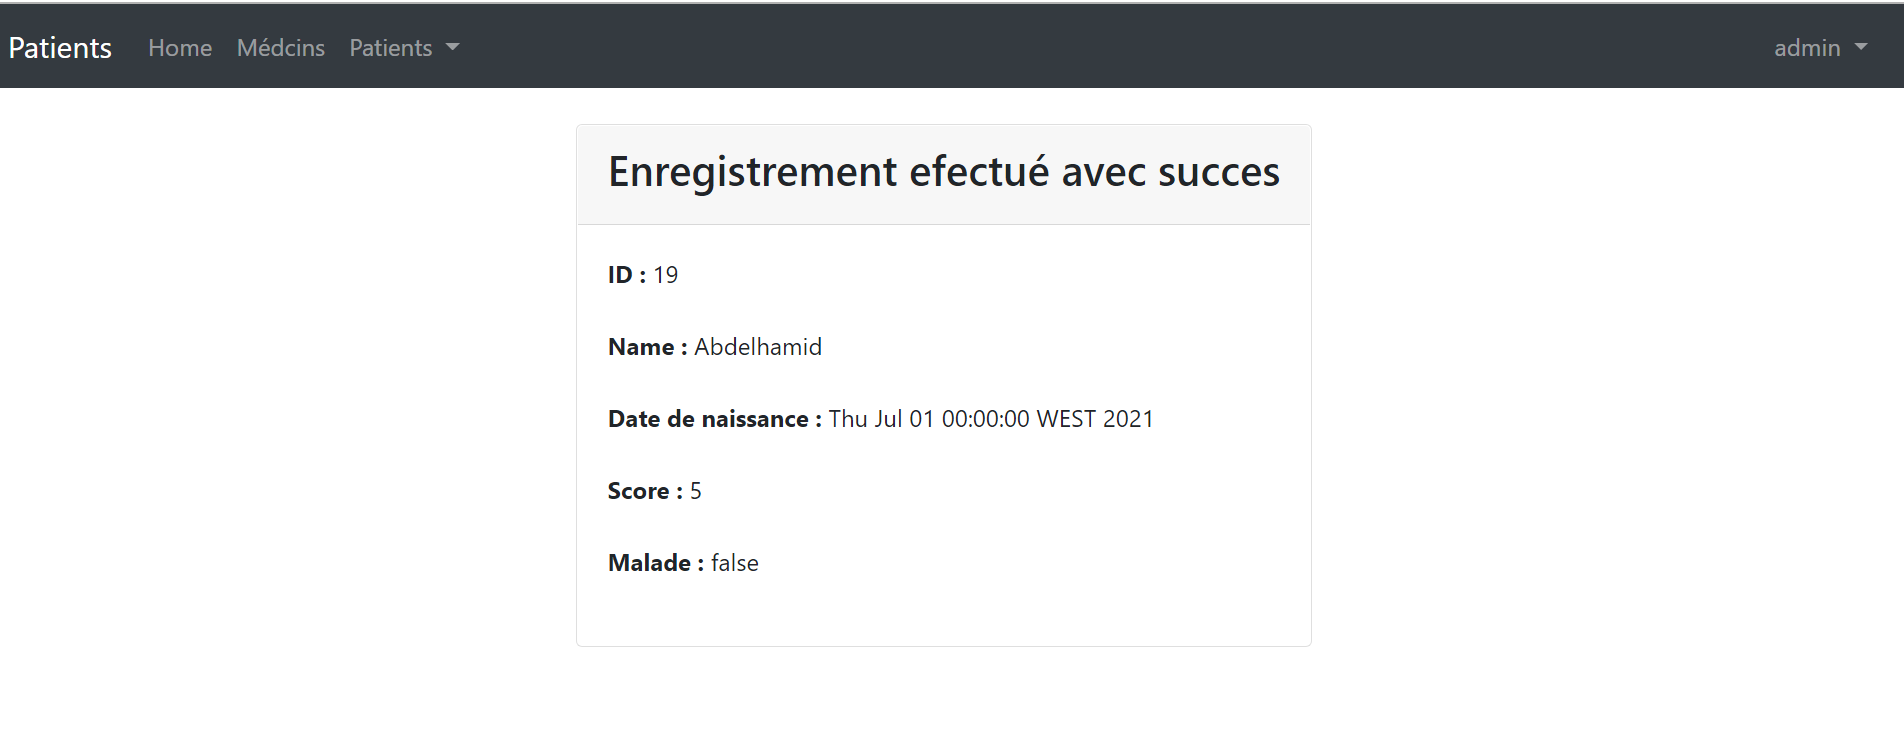 Patients Home Médcins Patients admin
Enregistrement efectué avec succes
ID : 19
Name : Abdelhamid
Date de naissance : Thu Jul 01 00:00:00 WEST 2021
Score : 5
Malade : false